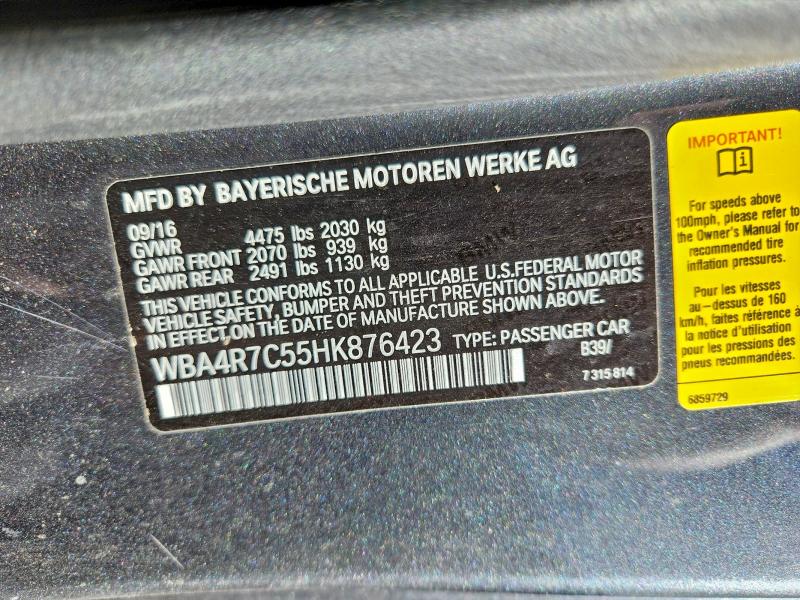 MFD BY BAYERISCHE MOTOREN WERKE AG
09/16
GVWR 4475 lbs 2030 kg
GAWR FRONT 2070 lbs 939 kg
GAWR REAR 2491 lbs 1130 kg
THIS VEHICLE CONFORMS TO ALL APPLICABLE U.S.FEDERAL MOTOR
VEHICLE SAFETY, BUMPER AND THEFT PREVENTION STANDARDS
IN EFFECT ON THE DATE OF MANUFACTURE SHOWN ABOVE.
WBA4R7C55HK876423 TYPE: PASSENGER CAR
B39/
7 315 814
IMPORTANT!
i
For speeds above
100mph, please refer to
the Owner's Manual for
recommended tire
inflation pressures.
Pour les vitesses
au-dessus de 160
km/h, faites référence à
la notice d'utilisation
pour les pressions des
pneumatiques.
6859729